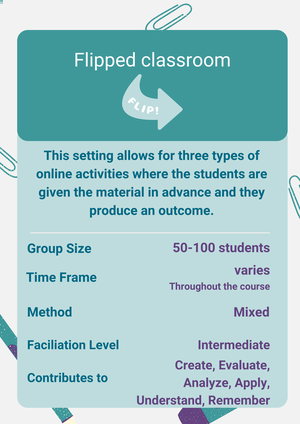 Flipped classroom
FLIP!
This setting allows for three types of
online activities where the students are
given the material in advance and they
produce an outcome.
Group Size 50-100 students
Time Frame varies
Throughout the course
Method Mixed
Faciliation Level Intermediate
Contributes to Create, Evaluate,
Analyze, Apply,
Understand, Remember